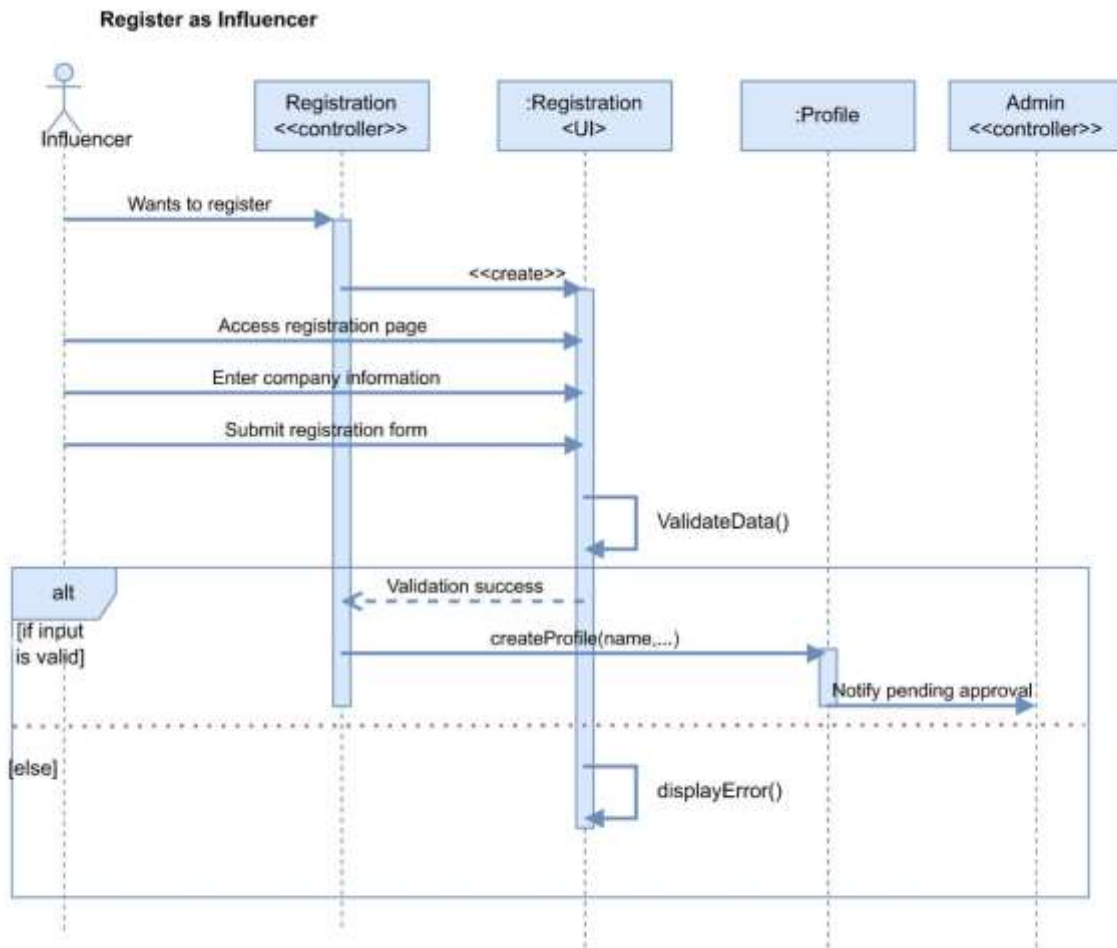 Register as Influencer
Influencer
Registration
<<controller>>
:Registration
<UI>
:Profile
Admin
<<controller>>
Wants to register
<<create>>
Access registration page
Enter company information
Submit registration form
ValidateData()
alt
Validation success
[if input
is valid]
createProfile(name,...)
Notify pending approval
[else]
displayError()